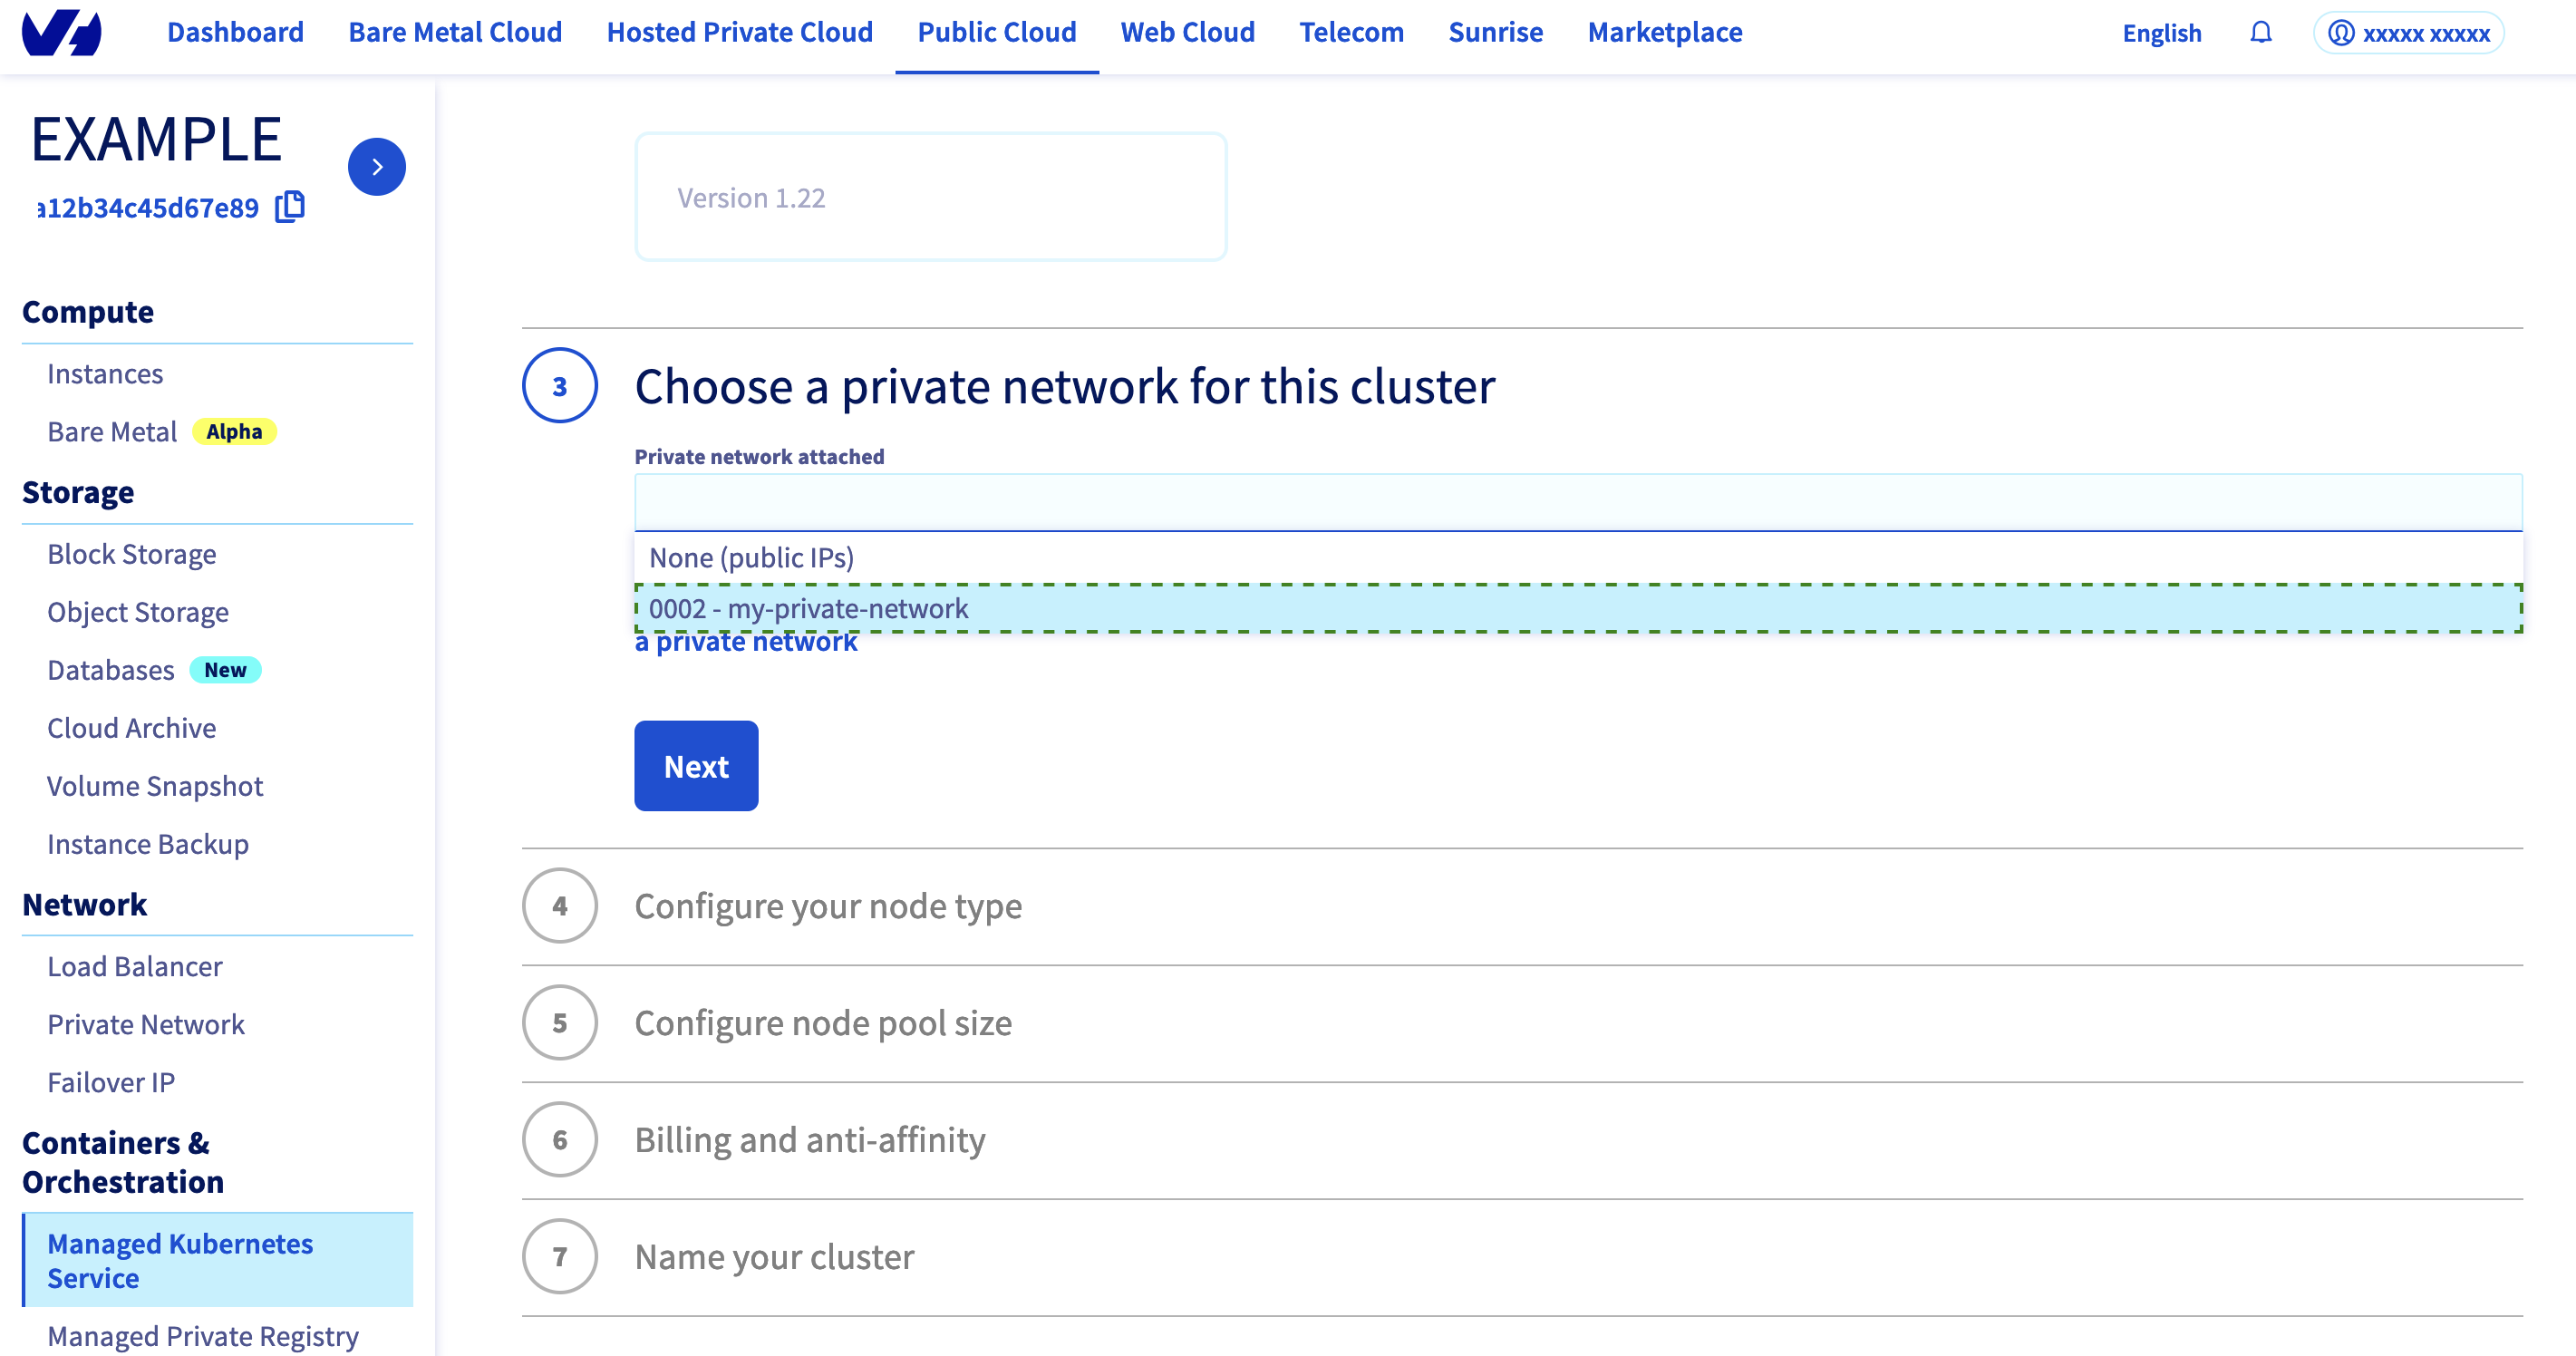 Dashboard
Bare Metal Cloud
Hosted Private Cloud
Public Cloud
Web Cloud
Telecom
Sunrise
Marketplace
English
xxxxx xxxxx
EXAMPLE
a12b34c45d67e89
Compute
Instances
Bare Metal Alpha
Storage
Block Storage
Object Storage
Databases New
Cloud Archive
Volume Snapshot
Instance Backup
Network
Load Balancer
Private Network
Failover IP
Containers &
Orchestration
Managed Kubernetes
Service
Managed Private Registry
Version 1.22
3 Choose a private network for this cluster
Private network attached
None (public IPs)
0002 - my-private-network
a private network
Next
4 Configure your node type
5 Configure node pool size
6 Billing and anti-affinity
7 Name your cluster